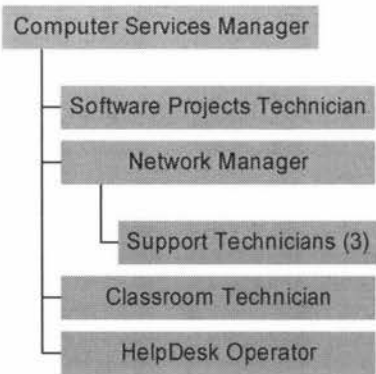 Computer Services Manager
Software Projects Technician
Network Manager
Support Technicians (3)
Classroom Technician
HelpDesk Operator